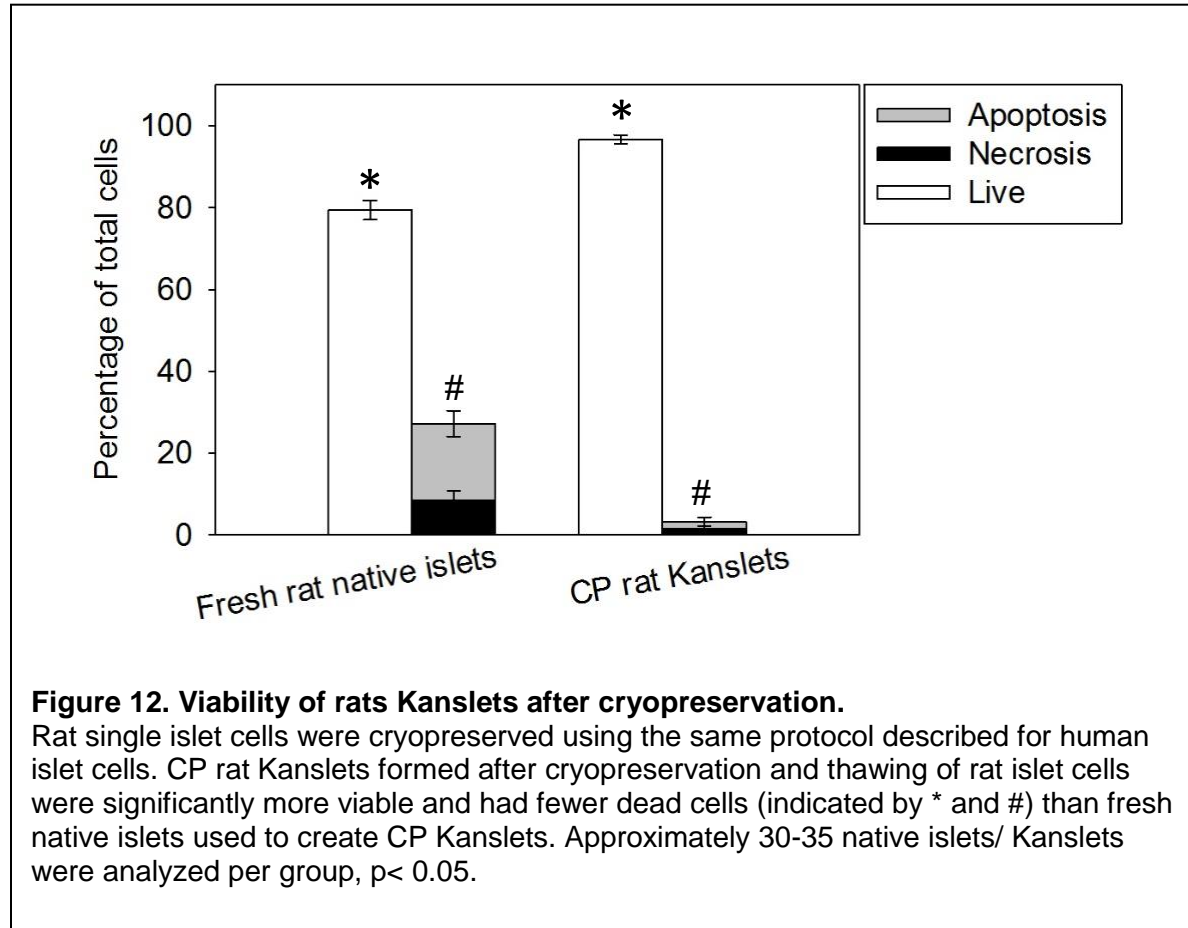 Apoptosis
Necrosis
Live
Percentage of total cells
100
80
60
40
20
0
*
#
*
#
Fresh rat native islets
CP rat Kanslets
Figure 12. Viability of rats Kanslets after cryopreservation.
Rat single islet cells were cryopreserved using the same protocol described for human
islet cells. CP rat Kanslets formed after cryopreservation and thawing of rat islet cells
were significantly more viable and had fewer dead cells (indicated by * and #) than fresh
native islets used to create CP Kanslets. Approximately 30-35 native islets/ Kanslets
were analyzed per group, p< 0.05.